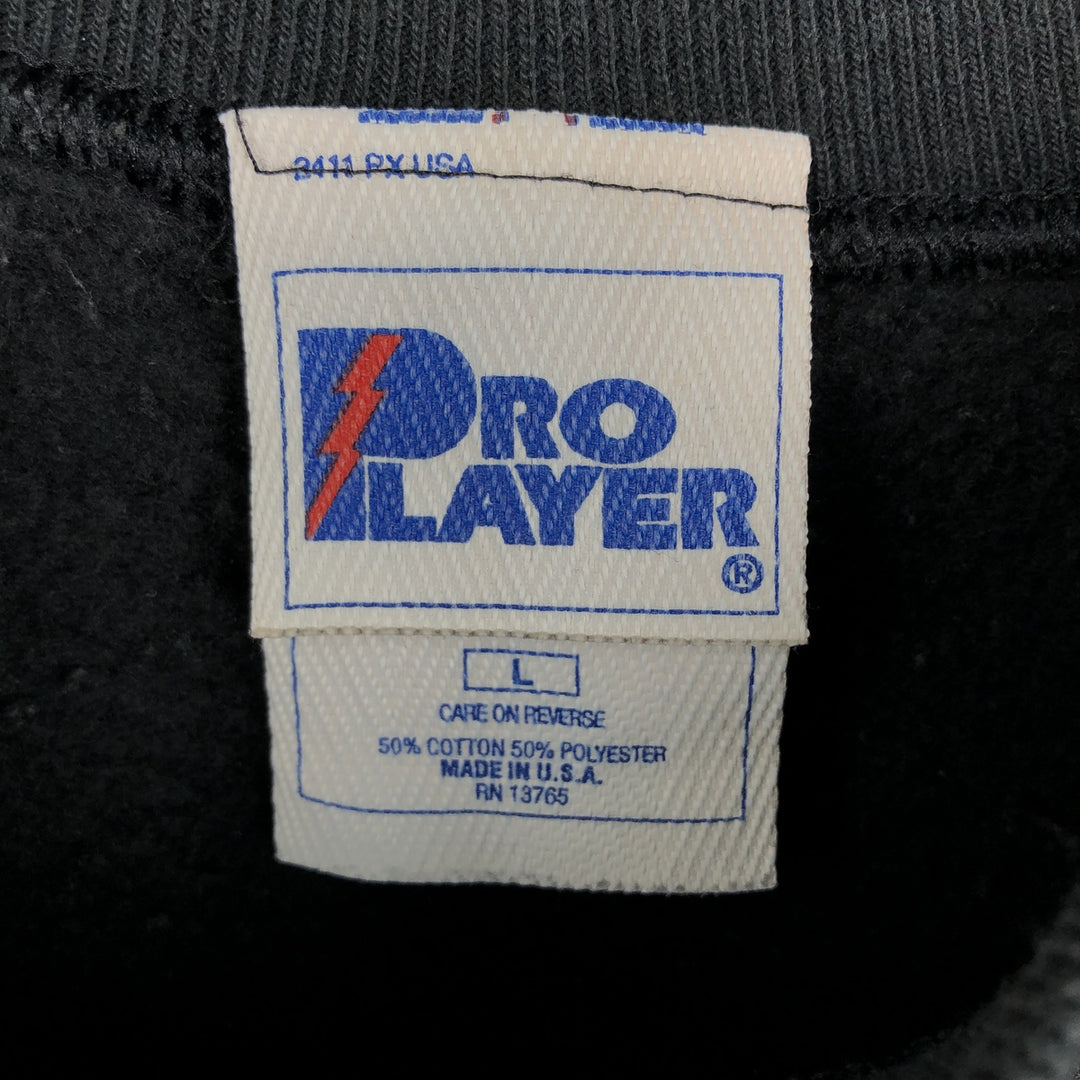 2411 PX USA
PRO
PLAYER
®
L
CARE ON REVERSE
50% COTTON 50% POLYESTER
MADE IN U.S.A.
RN 13765